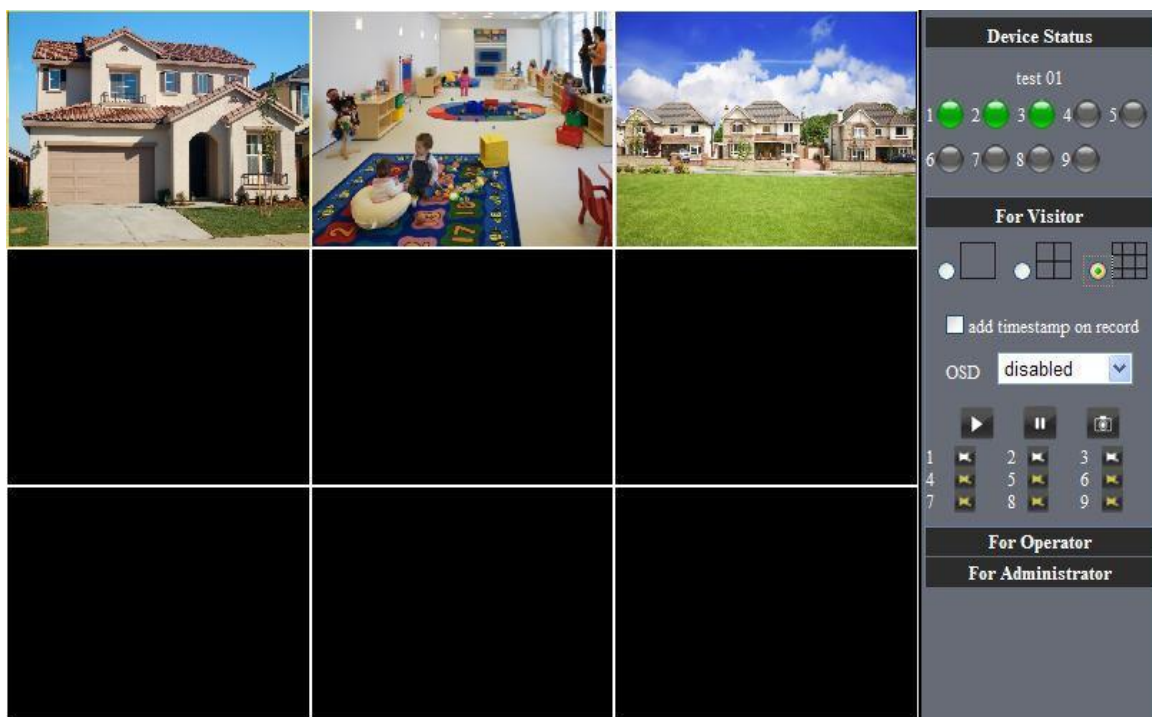 Device Status
test 01
1 2 3 4 5
6 7 8 9
For Visitor
add timestamp on record
OSD disabled
1 2 3
4 5 6
7 8 9
For Operator
For Administrator